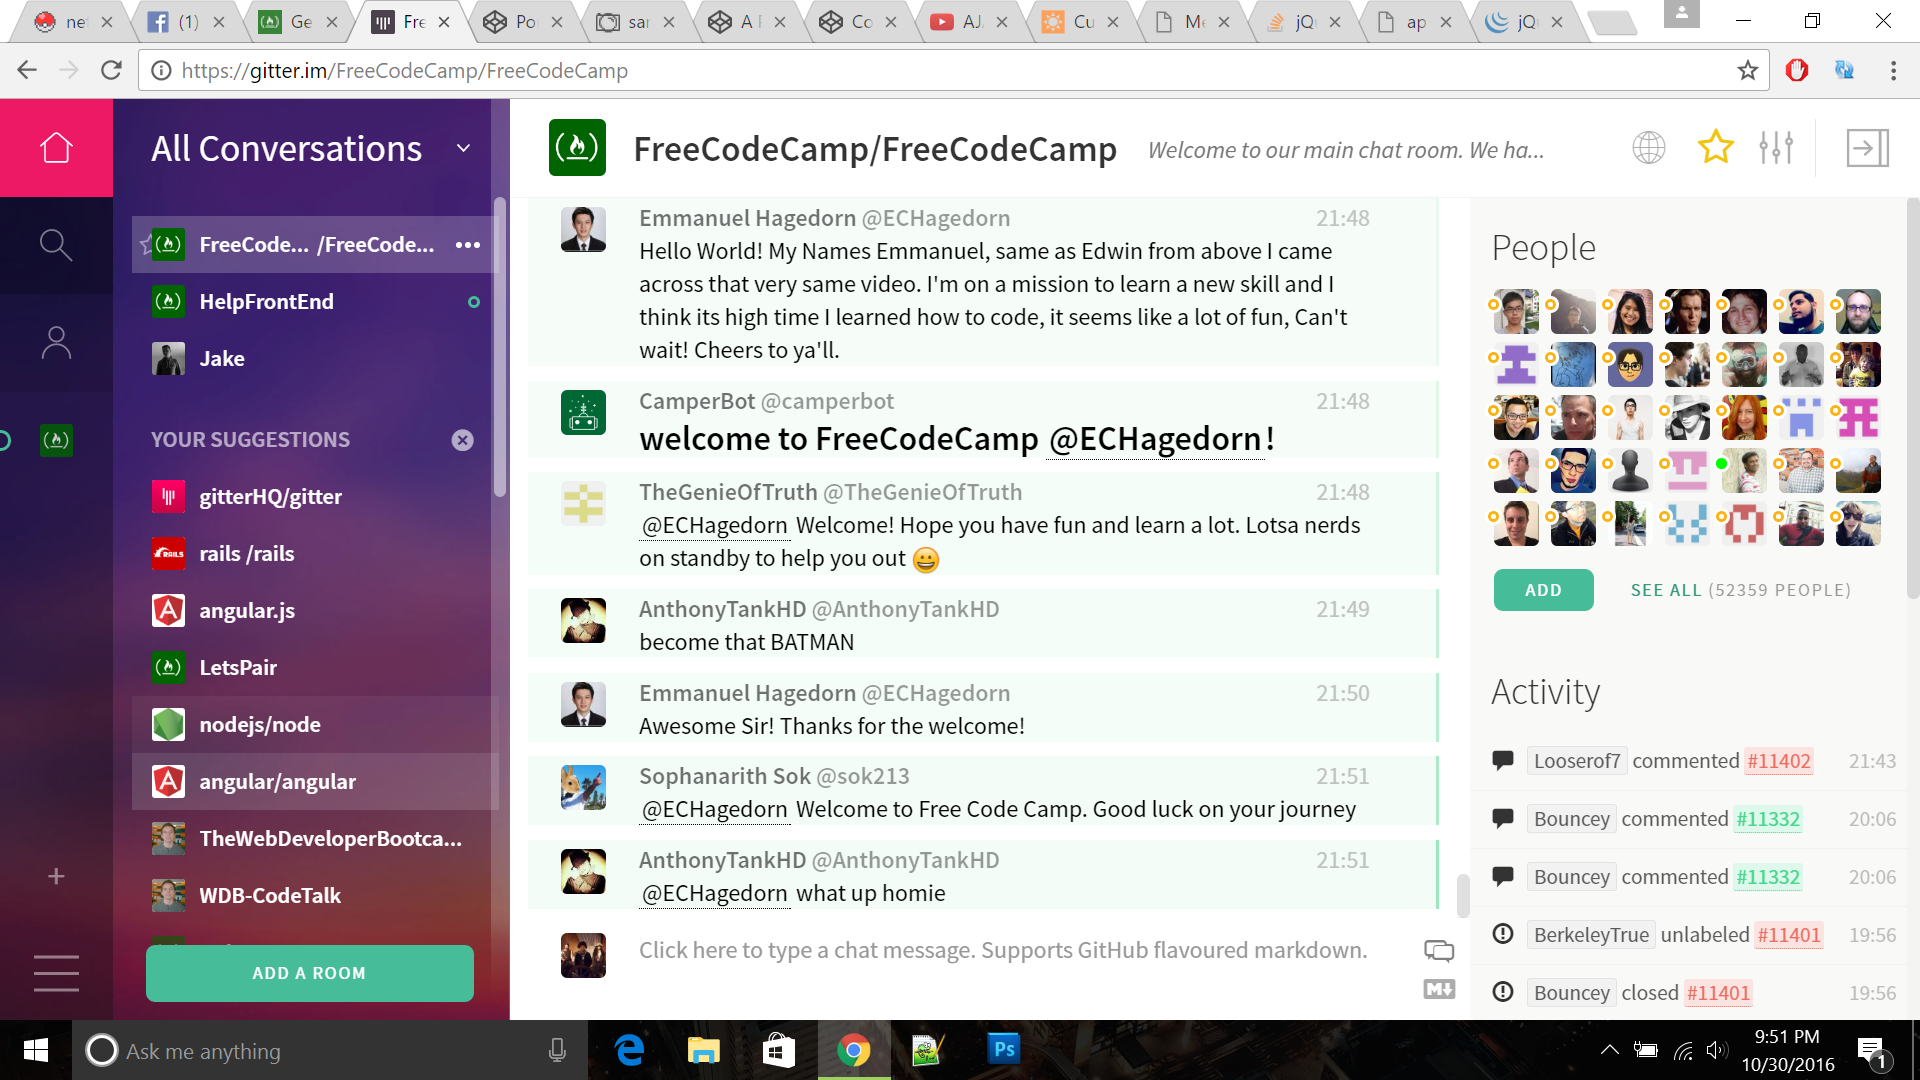 net
(1)
Ge
Fre
Po
sar
A F
Co
AJ
Cu
Me
jQ
ap
jQ
https://gitter.im/FreeCodeCamp/FreeCodeCamp
All Conversations
FreeCode... /FreeCode...
HelpFrontEnd
Jake
YOUR SUGGESTIONS
gitterHQ/gitter
RAILS
rails /rails
angular.js
LetsPair
nodejs/node
angular/angular
TheWebDeveloperBootca...
WDB-CodeTalk
ADD A ROOM
FreeCodeCamp/FreeCodeCamp
Welcome to our main chat room. We ha...
Emmanuel Hagedorn @ECHagedorn 21:48
Hello World! My Names Emmanuel, same as Edwin from above I came
across that very same video. I'm on a mission to learn a new skill and I
think its high time I learned how to code, it seems like a lot of fun, Can't
wait! Cheers to ya'll.
CamperBot @camperbot 21:48
welcome to FreeCodeCamp @ECHagedorn!
TheGenieOfTruth @TheGenieOfTruth 21:48
@ECHagedorn Welcome! Hope you have fun and learn a lot. Lotsa nerds
on standby to help you out 😀
AnthonyTankHD @AnthonyTankHD 21:49
become that BATMAN
Emmanuel Hagedorn @ECHagedorn 21:50
Awesome Sir! Thanks for the welcome!
Sophanarith Sok @sok213 21:51
@ECHagedorn Welcome to Free Code Camp. Good luck on your journey
AnthonyTankHD @AnthonyTankHD 21:51
@ECHagedorn what up homie
Click here to type a chat message. Supports GitHub flavoured markdown.
People
ADD
SEE ALL (52359 PEOPLE)
Activity
Looserof7 commented #11402 21:43
Bouncey commented #11332 20:06
Bouncey commented #11332 20:06
BerkeleyTrue unlabeled #11401 19:56
Bouncey closed #11401 19:56
Ask me anything
Ps
9:51 PM
10/30/2016
1